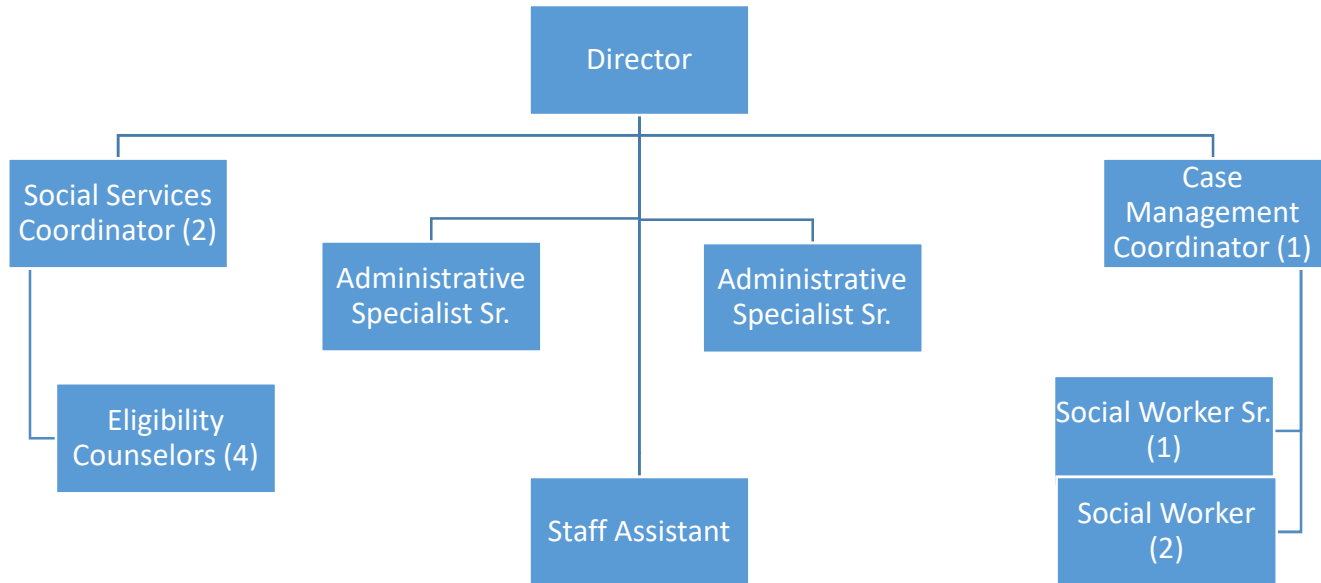 Director
Social Services
Coordinator (2)
Case
Management
Coordinator (1)
Administrative
Specialist Sr.
Administrative
Specialist Sr.
Eligibility
Counselors (4)
Social Worker Sr.
(1)
Staff Assistant
Social Worker
(2)